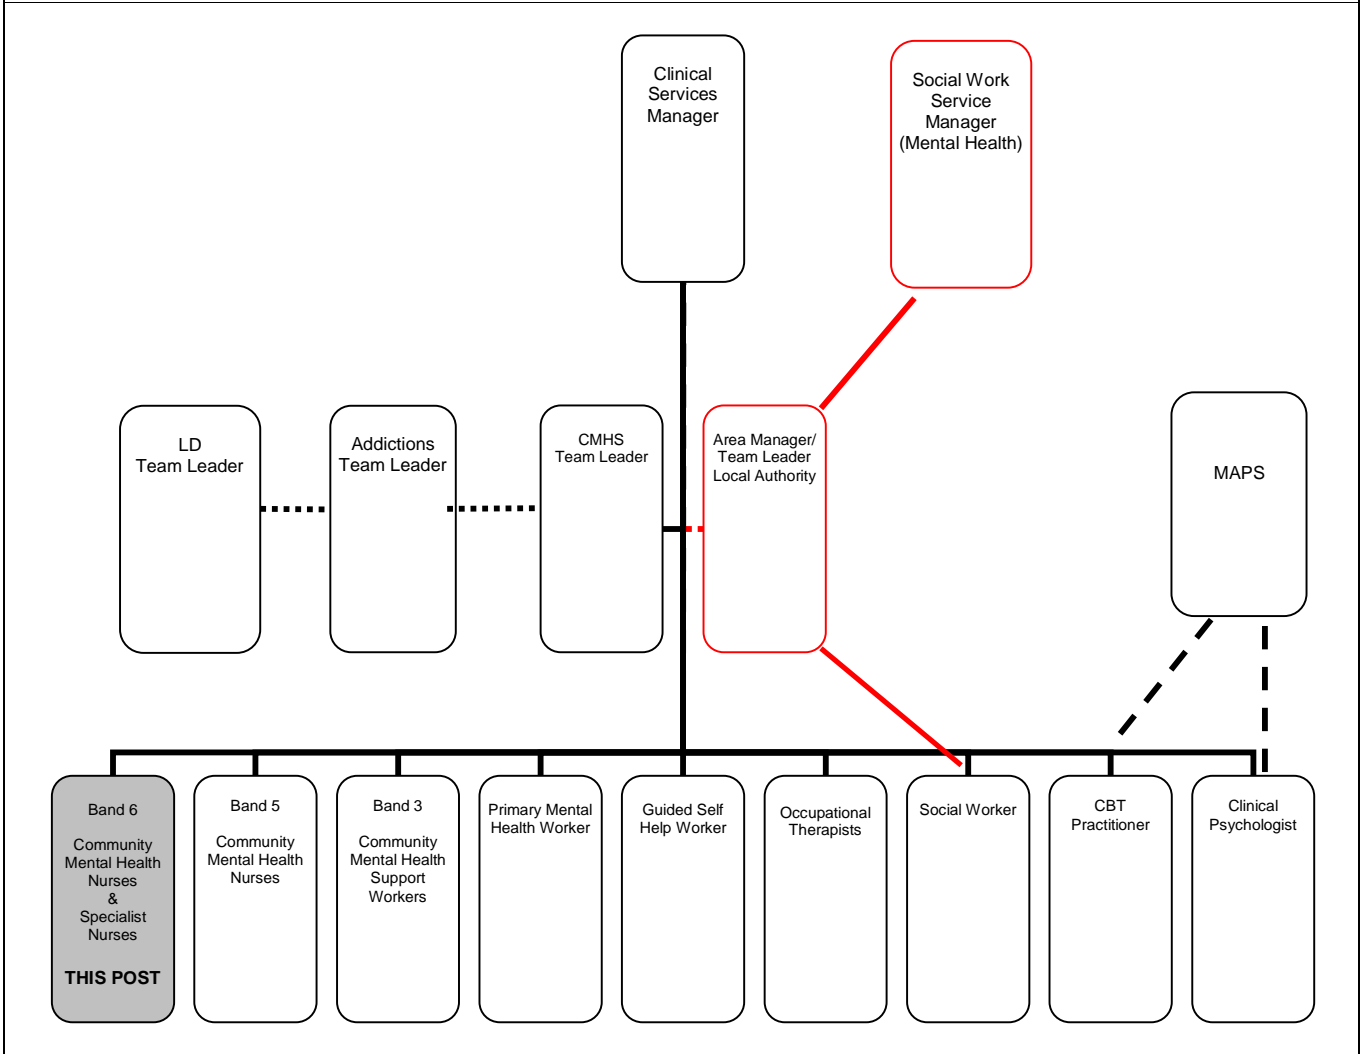 Clinical
Services
Manager
Social Work
Service
Manager
(Mental Health)
LD
Team Leader
Addictions
Team Leader
CMHS
Team Leader
Area Manager/
Team Leader
Local Authority
MAPS
Band 6
Community
Mental Health
Nurses
&
Specialist
Nurses
THIS POST
Band 5
Community
Mental Health
Nurses
Band 3
Community
Mental Health
Support
Workers
Primary Mental
Health Worker
Guided Self
Help Worker
Occupational
Therapists
Social Worker
CBT
Practitioner
Clinical
Psychologist